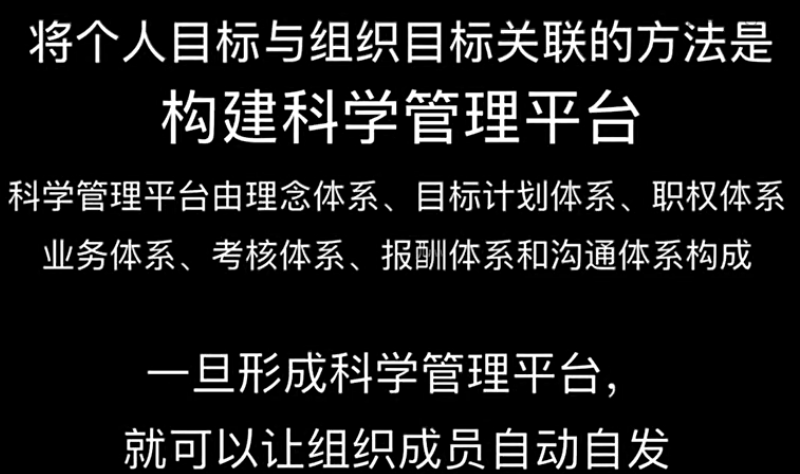 将个人目标与组织目标关联的方法是
构建科学管理平台
科学管理平台由理念体系、目标计划体系、职权体系
业务体系、考核体系、报酬体系和沟通体系构成
一旦形成科学管理平台，
就可以让组织成员自动自发